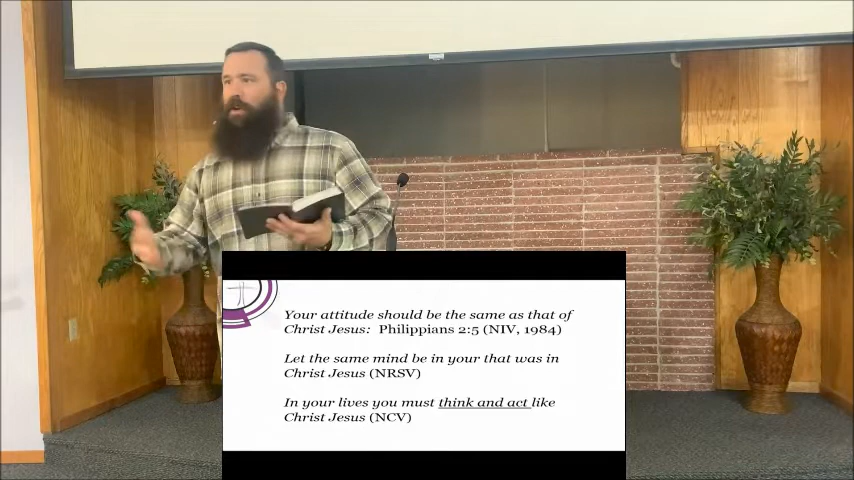 Your attitude should be the same as that of
Christ Jesus: Philippians 2:5 (NIV, 1984)
Let the same mind be in your that was in
Christ Jesus (NRSV)
In your lives you must think and act like
Christ Jesus (NCV)